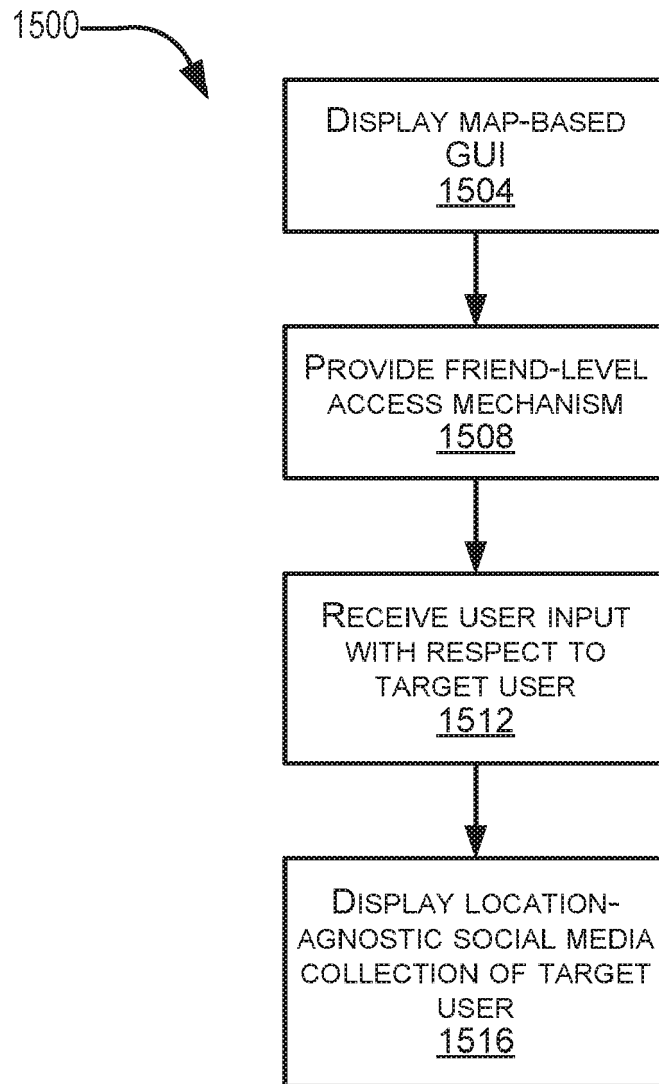 1500
DISPLAY MAP-BASED
GUI
1504
PROVIDE FRIEND-LEVEL
ACCESS MECHANISM
1508
RECEIVE USER INPUT
WITH RESPECT TO
TARGET USER
1512
DISPLAY LOCATION-
AGNOSTIC SOCIAL MEDIA
COLLECTION OF TARGET
USER
1516